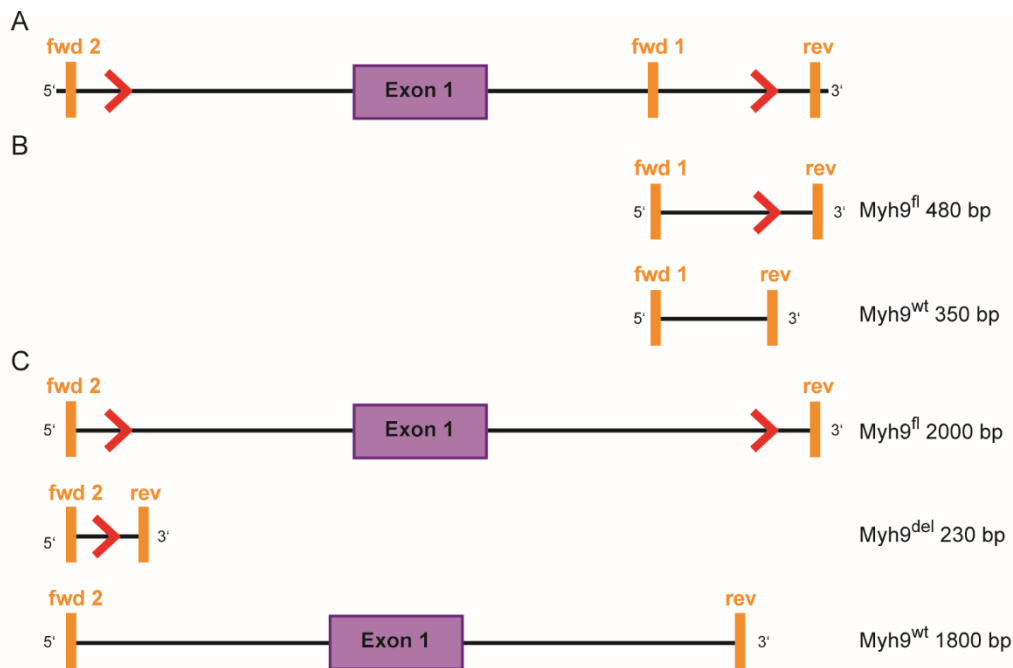 A
fwd 2 fwd 1 rev
5‘ Exon 1 3‘
B
fwd 1 rev
5‘ 3‘ Myh9fl 480 bp
fwd 1 rev
5‘ 3‘ Myh9wt 350 bp
C
fwd 2 rev
5‘ Exon 1 3‘ Myh9fl 2000 bp
fwd 2 rev
5‘ 3‘ Myh9del 230 bp
fwd 2 rev
5‘ Exon 1 3‘ Myh9wt 1800 bp